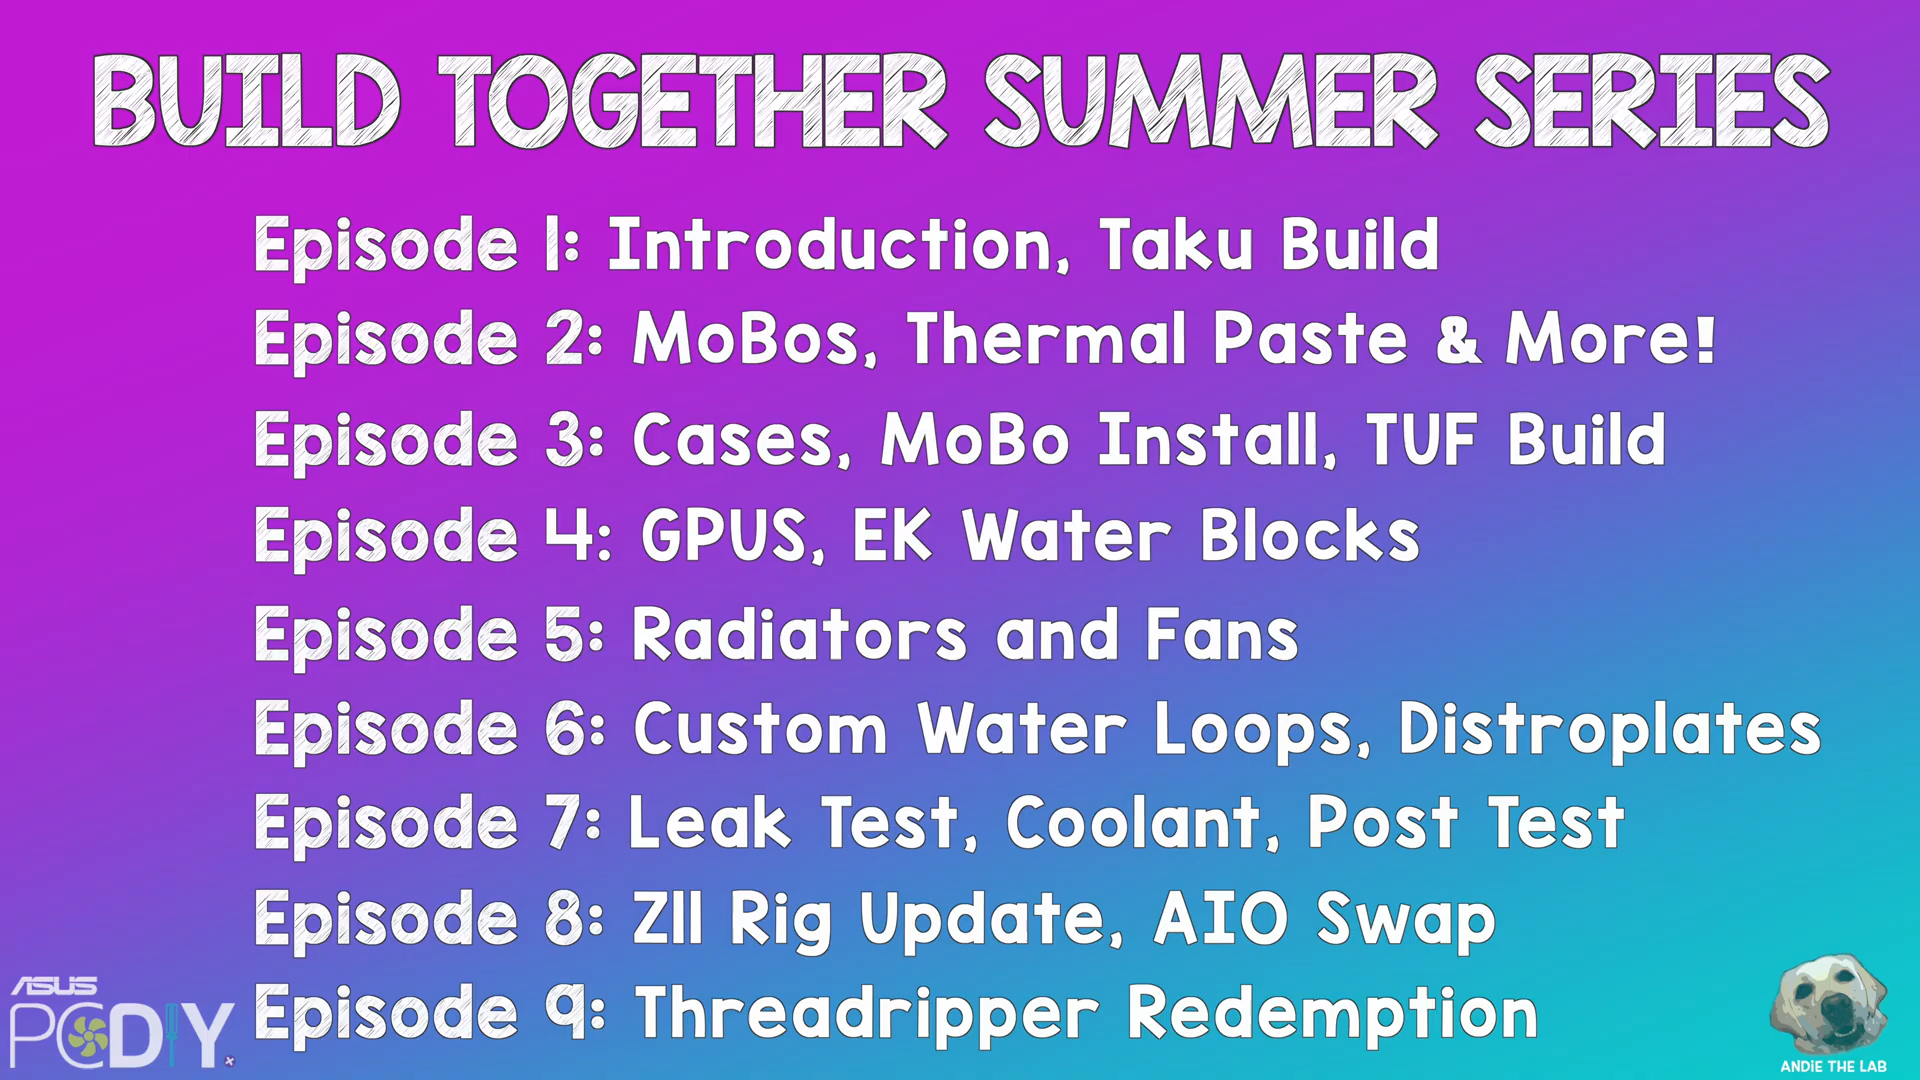 BUILD TOGETHER SUMMER SERIES
Episode 1: Introduction, Taku Build
Episode 2: MoBos, Thermal Paste & More!
Episode 3: Cases, MoBo Install, TUF Build
Episode 4: GPUS, EK Water Blocks
Episode 5: Radiators and Fans
Episode 6: Custom Water Loops, Distroplates
Episode 7: Leak Test, Coolant, Post Test
Episode 8: Z11 Rig Update, AIO Swap
Episode 9: Threadripper Redemption
ASUS
PCDIY
ANDIE THE LAB